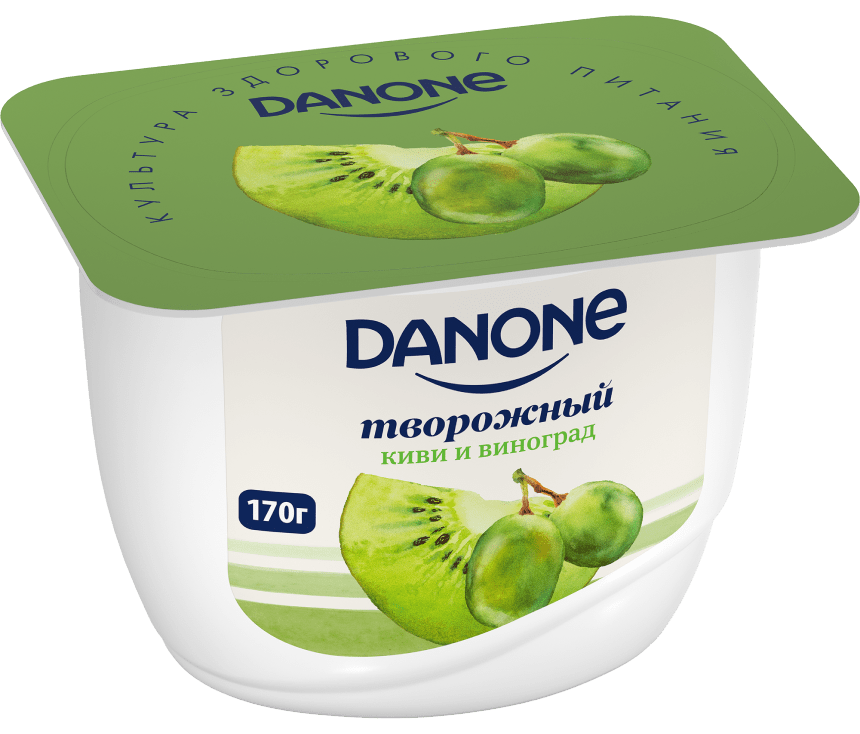 КУЛЬТУРА ЗДОРОВОГО ПИТАНИЯ
DANONE
DANONE
творожный
киви и виноград
170г